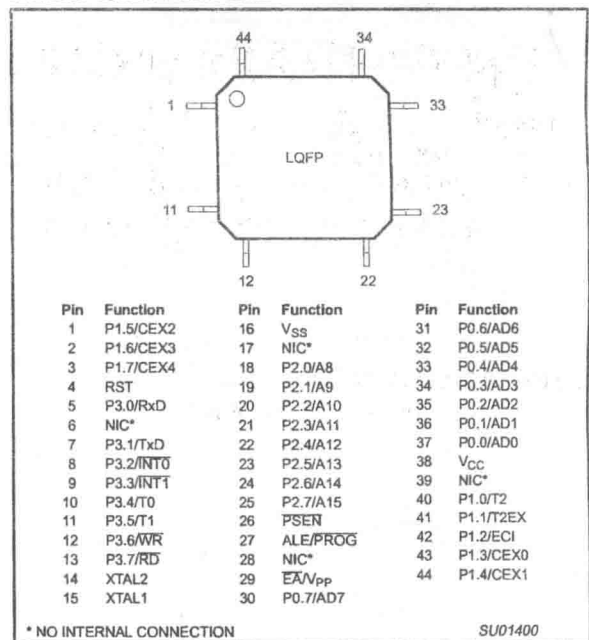 44 34
1 33
LQFP
11 23
12 22
Pin Function Pin Function Pin Function
1 P1.5/CEX2 16 VSS 31 P0.6/AD6
2 P1.6/CEX3 17 NIC* 32 P0.5/AD5
3 P1.7/CEX4 18 P2.0/A8 33 P0.4/AD4
4 RST 19 P2.1/A9 34 P0.3/AD3
5 P3.0/RxD 20 P2.2/A10 35 P0.2/AD2
6 NIC* 21 P2.3/A11 36 P0.1/AD1
7 P3.1/TxD 22 P2.4/A12 37 P0.0/AD0
8 P3.2/I̅N̅T̅0̅ 23 P2.5/A13 38 VCC
9 P3.3/I̅N̅T̅1̅ 24 P2.6/A14 39 NIC*
10 P3.4/T0 25 P2.7/A15 40 P1.0/T2
11 P3.5/T1 26 P̅S̅E̅N̅ 41 P1.1/T2EX
12 P3.6/W̅R̅ 27 ALE/P̅R̅O̅G̅ 42 P1.2/ECI
13 P3.7/R̅D̅ 28 NIC* 43 P1.3/CEX0
14 XTAL2 29 E̅A̅/VPP 44 P1.4/CEX1
15 XTAL1 30 P0.7/AD7
* NO INTERNAL CONNECTION SU01400